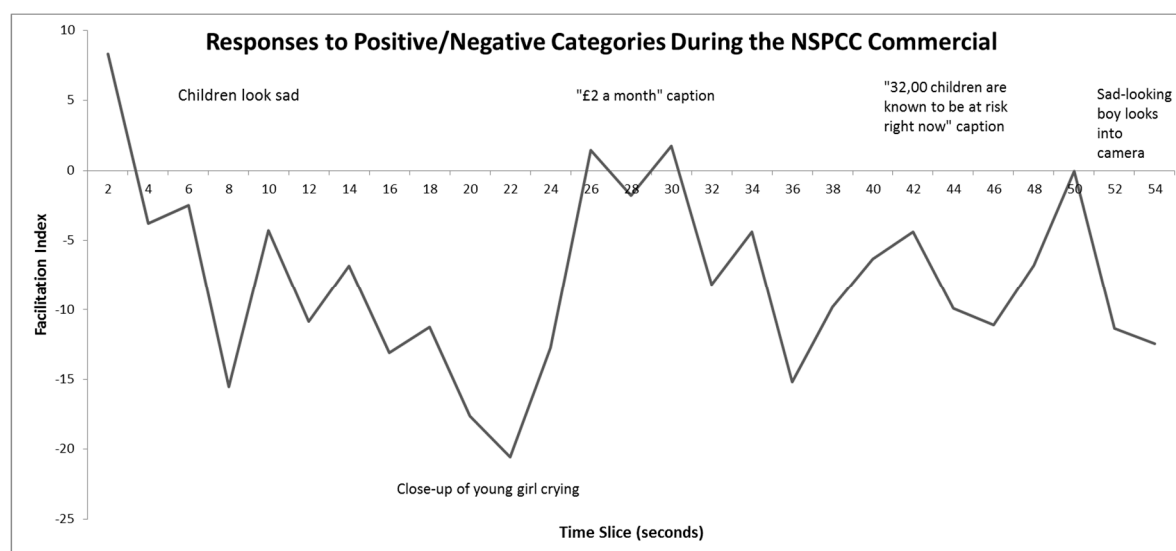 Responses to Positive/Negative Categories During the NSPCC Commercial
10
5
0
-5
-10
-15
-20
-25
Facilitation Index
Children look sad
"£2 a month" caption
"32,00 children are
known to be at risk
right now" caption
Sad-looking
boy looks
into
camera
2 4 6 8 10 12 14 16 18 20 22 24 26 28 30 32 34 36 38 40 42 44 46 48 50 52 54
Close-up of young girl crying
Time Slice (seconds)